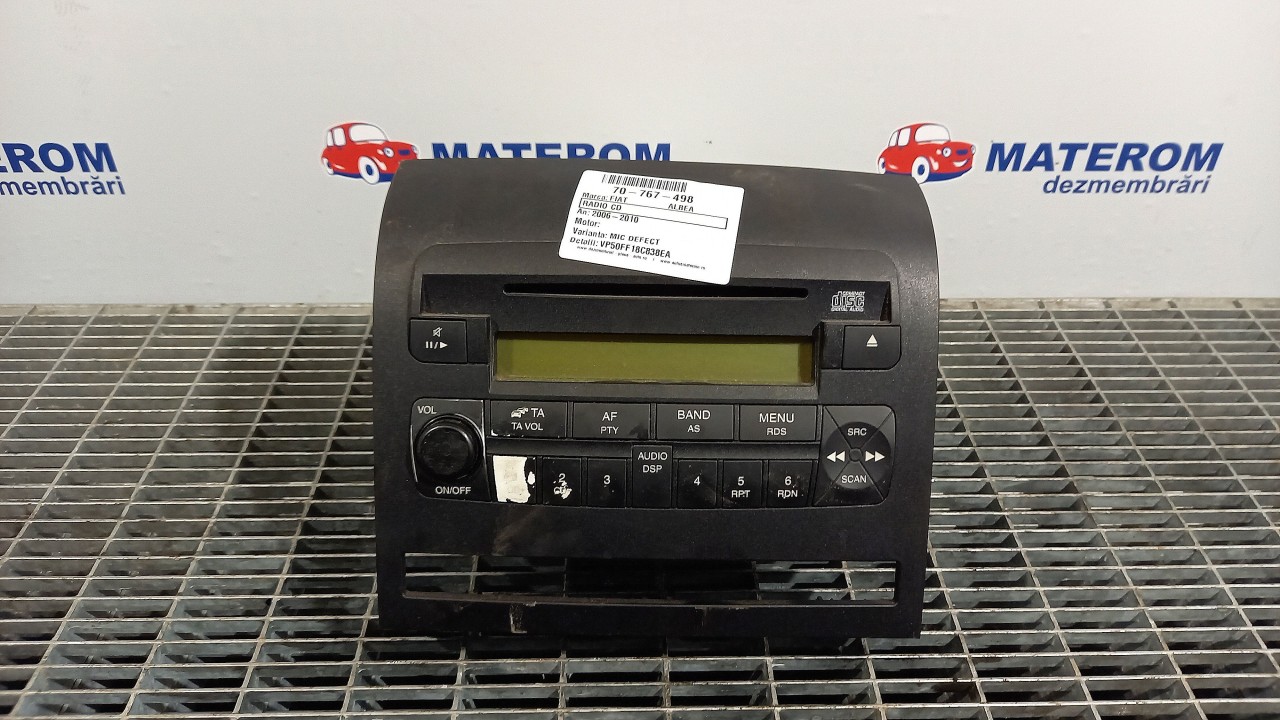 TEROM
dezmembrări
MATEROM
MATEROM
dezmembrări
70-767-498
Marca: FIAT ALBEA
RADIO CD
An: 2006-2010
Motor:
Varianta: MIC DEFECT
Detalii: VP50FF18C838EA
COMPACT
disc
DIGITAL AUDIO
VOL
ON/OFF
TA
TA VOL
AF
PTY
BAND
AS
MENU
RDS
2
3
AUDIO
DSP
4
5
RPT
6
RDN
SRC
SCAN